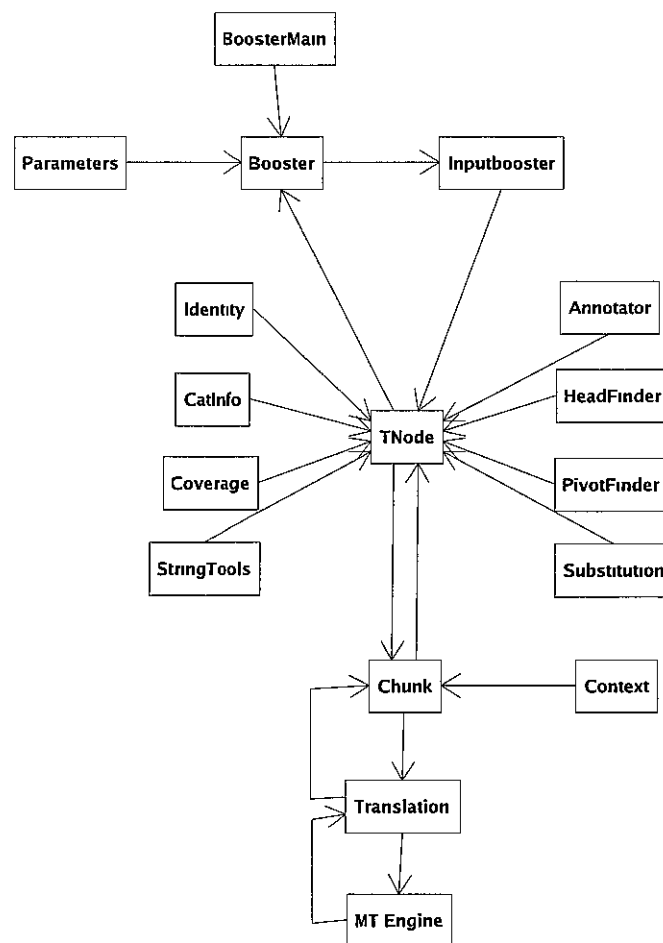 BoosterMain
Parameters
Booster
Inputbooster
Identity
Annotator
CatInfo
HeadFinder
TNode
Coverage
PivotFinder
StringTools
Substitution
Chunk
Context
Translation
MT Engine